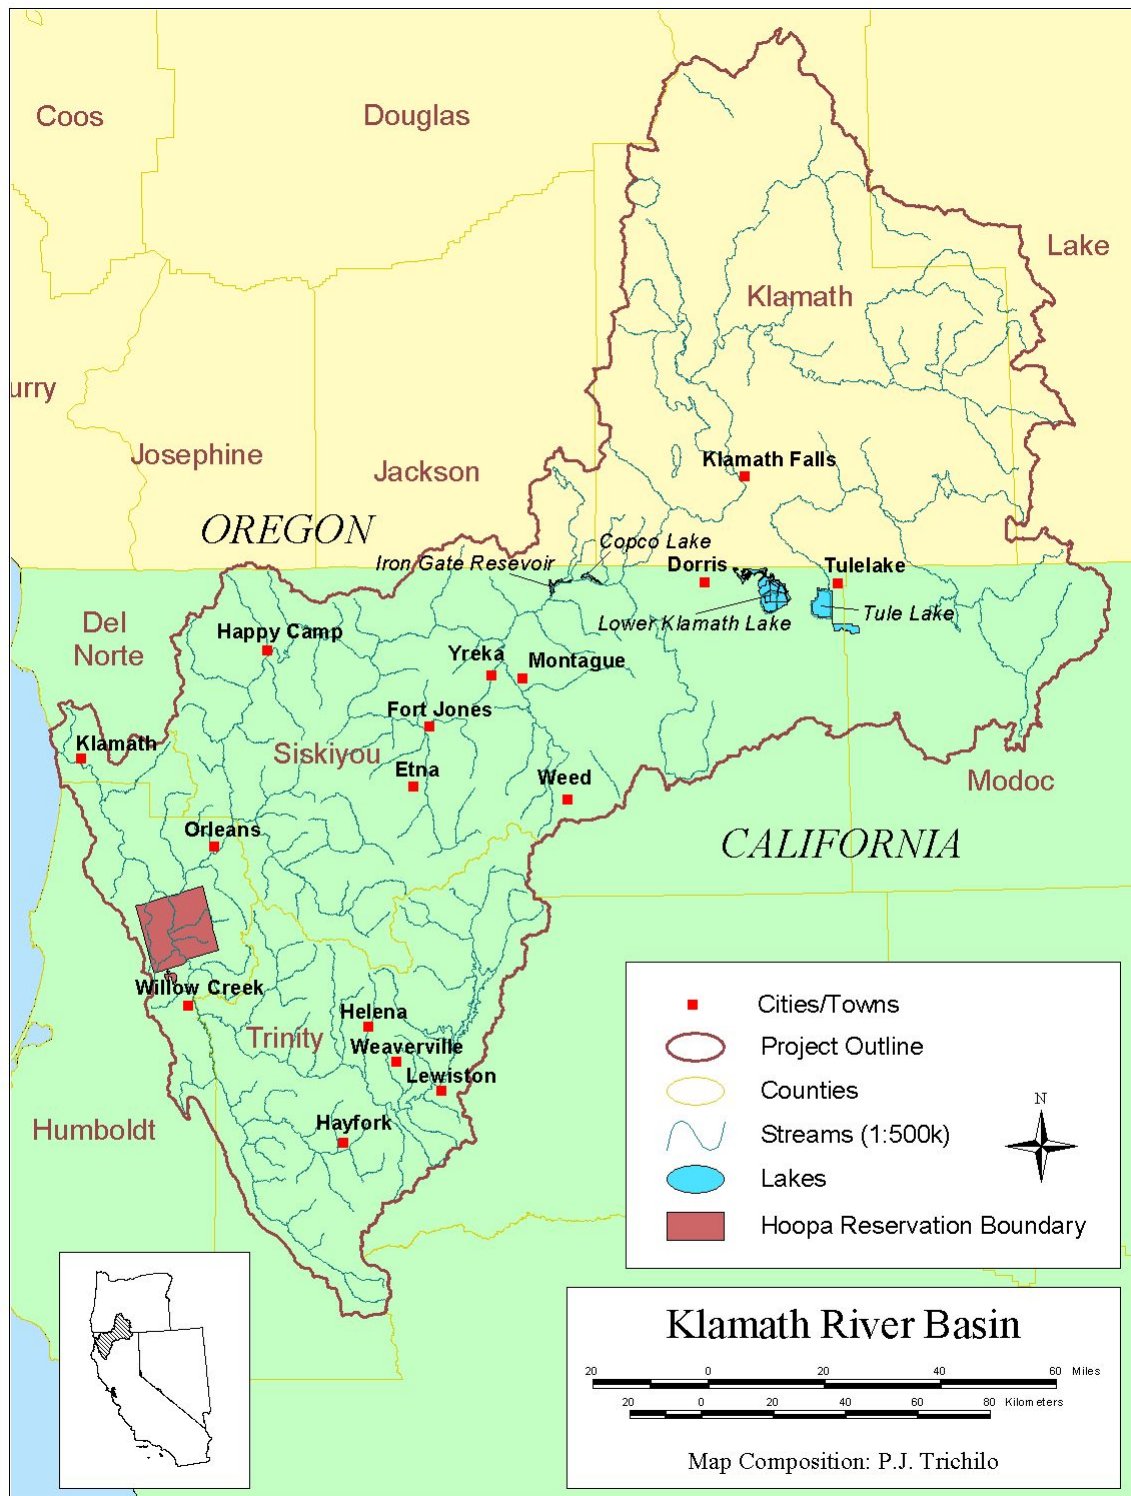 Coos
Douglas
Lake
Klamath
urry
Josephine
Jackson
Klamath Falls
OREGON
Copco Lake
Iron Gate Resevoir
Dorris
Tulelake
Del
Norte
Happy Camp
Lower Klamath Lake
Tule Lake
Yreka
Montague
Fort Jones
Klamath
Siskiyou
Etna
Weed
Modoc
Orleans
CALIFORNIA
Willow Creek
Helena
Trinity
Weaverville
Lewiston
Hayfork
Humboldt
Cities/Towns
Project Outline
Counties
N
Streams (1:500k)
Lakes
Hoopa Reservation Boundary
Klamath River Basin
20 0 20 40 60 Miles
20 0 20 40 60 80 Kilometers
Map Composition: P.J. Trichilo